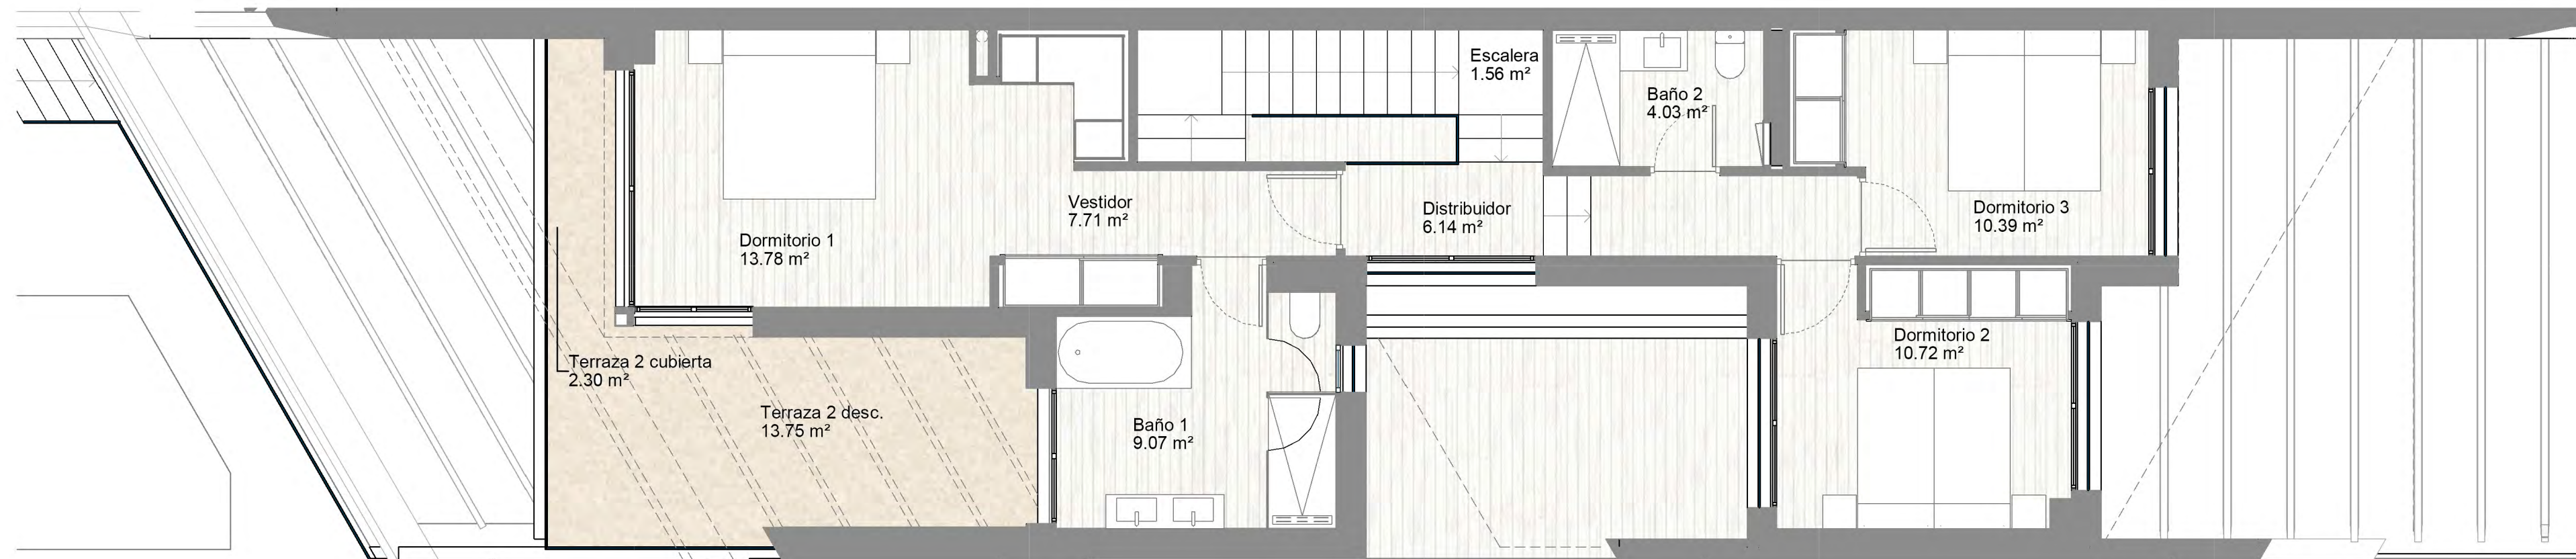 Escalera
1.56 m²
Baño 2
4.03 m²
Vestidor
7.71 m²
Distribuidor
6.14 m²
Dormitorio 3
10.39 m²
Dormitorio 1
13.78 m²
Dormitorio 2
10.72 m²
Terraza 2 cubierta
2.30 m²
Terraza 2 desc.
13.75 m²
Baño 1
9.07 m²